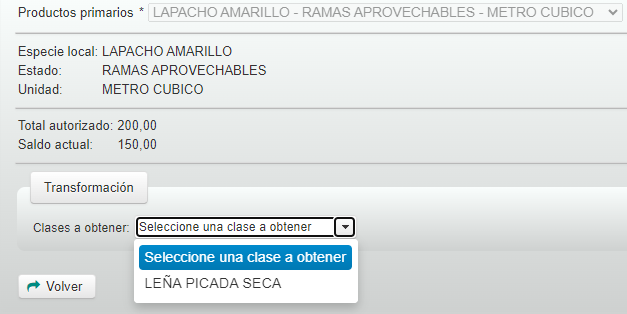 Productos primarios * LAPACHO AMARILLO - RAMAS APROVECHABLES - METRO CUBICO
Especie local: LAPACHO AMARILLO
Estado: RAMAS APROVECHABLES
Unidad: METRO CUBICO
Total autorizado: 200,00
Saldo actual: 150,00
Transformación
Clases a obtener: Seleccione una clase a obtener
Seleccione una clase a obtener
LEÑA PICADA SECA
Volver